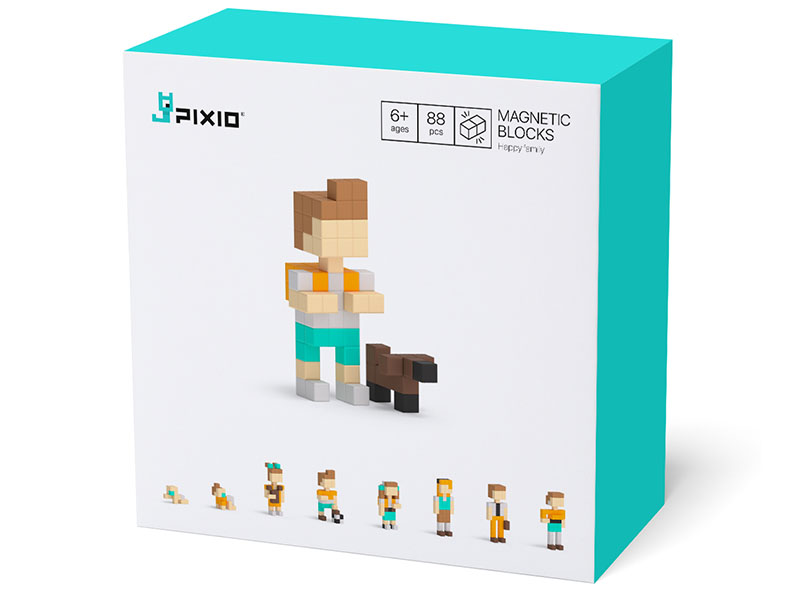 PIXIO®
6+
ages
88
pcs
MAGNETIC
BLOCKS
Happy family